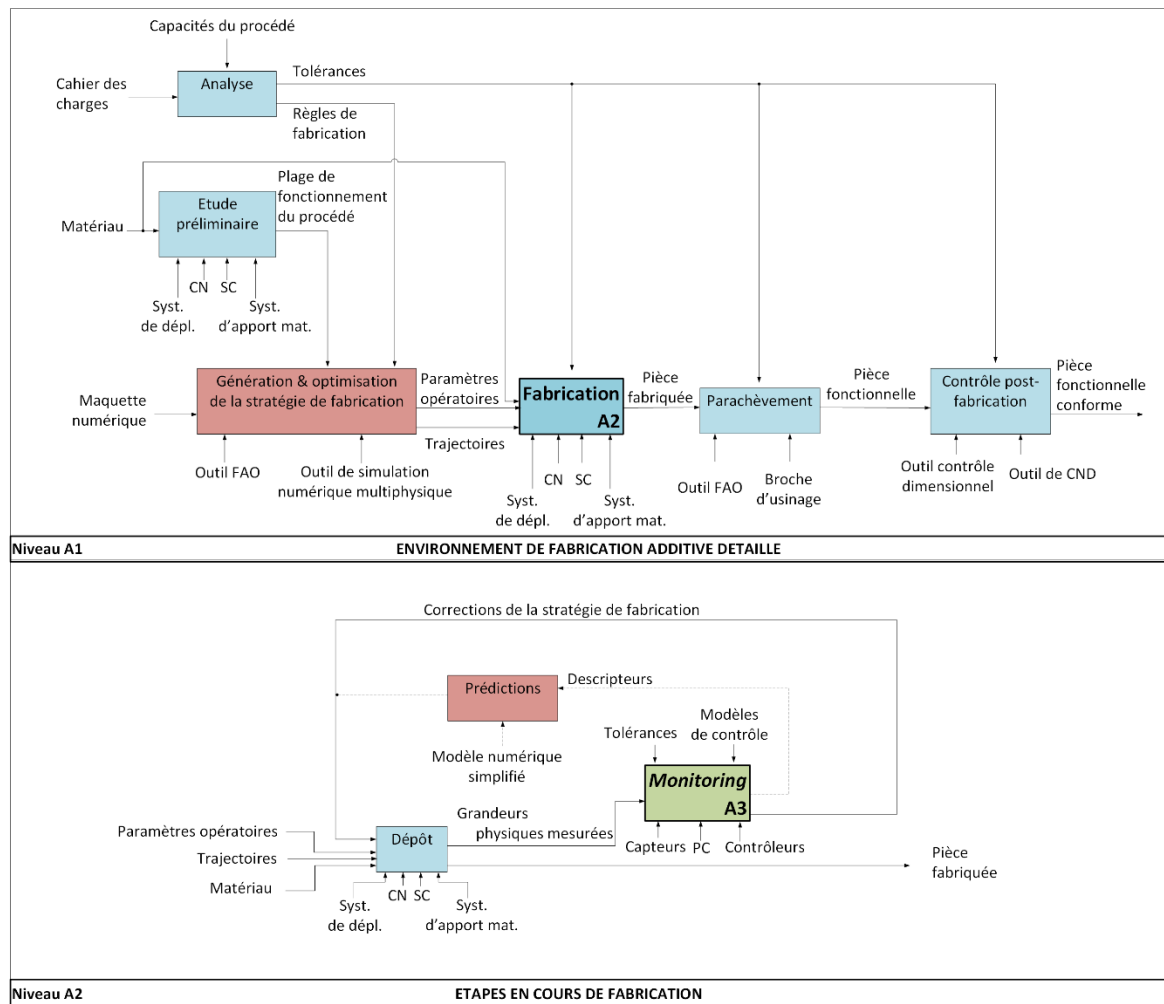 Capacités du procédé
Cahier des
charges
Analyse
Tolérances
Règles de
fabrication
Matériau
Etude
préliminaire
Plage de
fonctionnement
du procédé
CN
SC
Syst.
de dépl.
Syst.
d'apport mat.
Maquette
numérique
Génération & optimisation
de la stratégie de fabrication
Paramètres
opératoires
Trajectoires
Outil FAO
Outil de simulation
numérique multiphysique
Fabrication
A2
CN
SC
Syst.
de dépl.
Syst.
d'apport mat.
Pièce
fabriquée
Parachèvement
Outil FAO
Broche
d'usinage
Pièce
fonctionnelle
Contrôle post-
fabrication
Outil contrôle
dimensionnel
Outil de CND
Pièce
fonctionnelle
conforme
Niveau A1
ENVIRONNEMENT DE FABRICATION ADDITIVE DETAILLE
Corrections de la stratégie de fabrication
Prédictions
Descripteurs
Modèle numérique
simplifié
Tolérances
Modèles
de contrôle
Monitoring
A3
Capteurs
PC
Contrôleurs
Grandeurs
physiques mesurées
Paramètres opératoires
Trajectoires
Matériau
Dépôt
CN
SC
Syst.
de dépl.
Syst.
d'apport mat.
Pièce
fabriquée
Niveau A2
ETAPES EN COURS DE FABRICATION